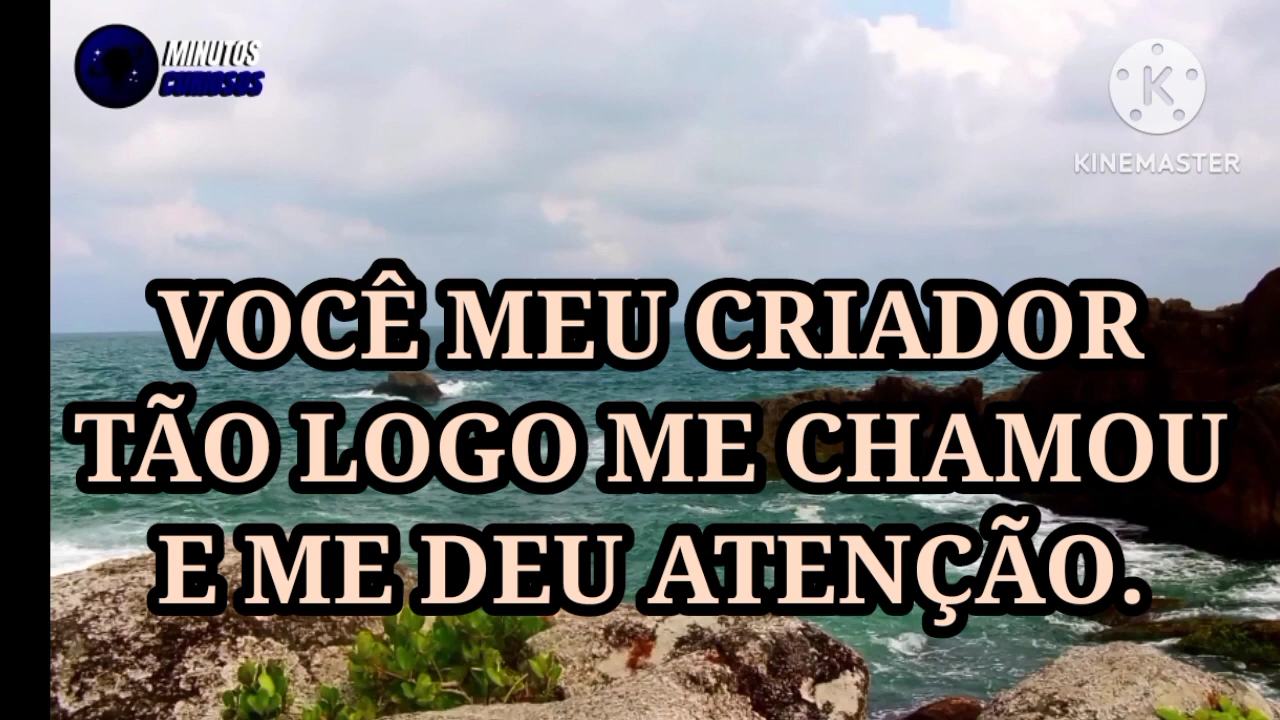 MINUTOS
CURIOSOS
K
KINEMASTER
VOCÊ MEU CRIADOR
TÃO LOGO ME CHAMOU
E ME DEU ATENÇÃO.